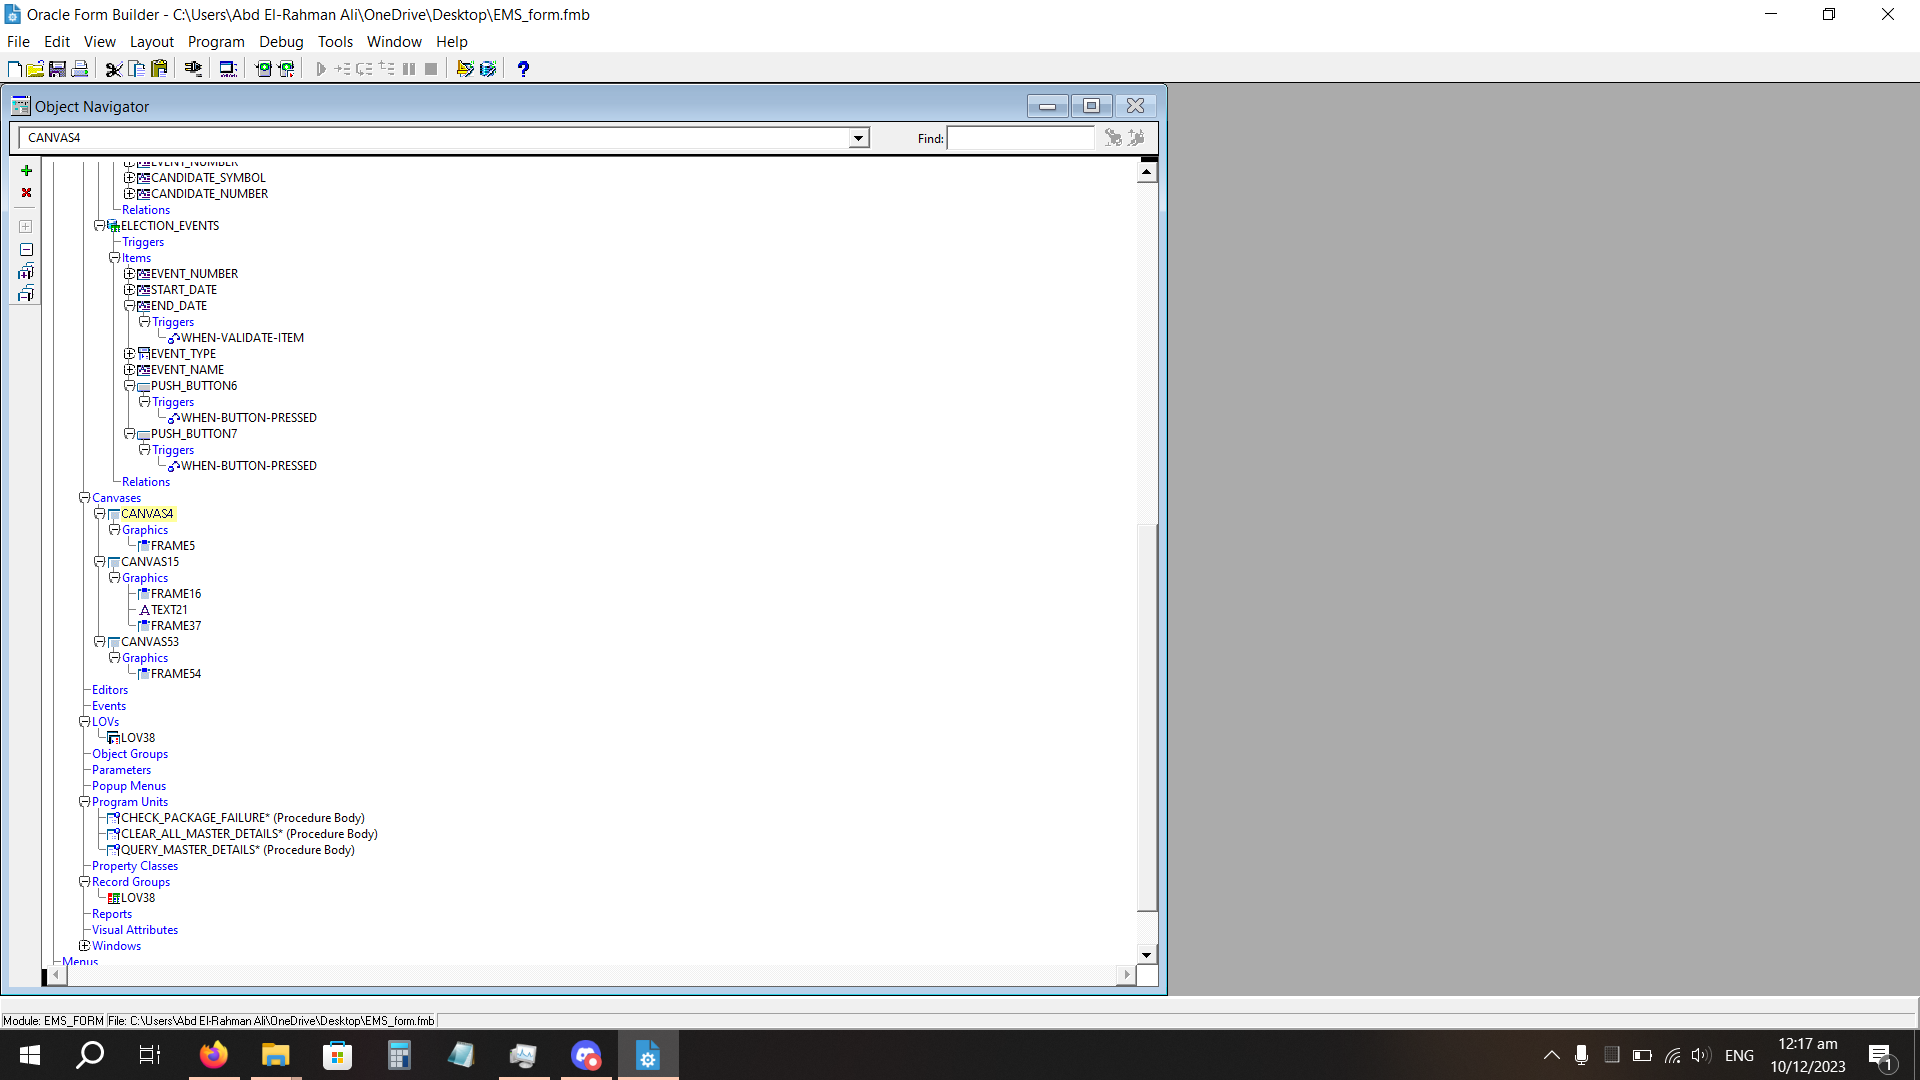 Oracle Form Builder - C:\Users\Abd El-Rahman Ali\OneDrive\Desktop\EMS_form.fmb
File Edit View Layout Program Debug Tools Window Help
Object Navigator
CANVAS4
Find:
EVENT_NUMBER
CANDIDATE_SYMBOL
CANDIDATE_NUMBER
Relations
ELECTION_EVENTS
Triggers
Items
EVENT_NUMBER
START_DATE
END_DATE
Triggers
WHEN-VALIDATE-ITEM
EVENT_TYPE
EVENT_NAME
PUSH_BUTTON6
Triggers
WHEN-BUTTON-PRESSED
PUSH_BUTTON7
Triggers
WHEN-BUTTON-PRESSED
Relations
Canvases
CANVAS4
Graphics
FRAME5
CANVAS15
Graphics
FRAME16
TEXT21
FRAME37
CANVAS53
Graphics
FRAME54
Editors
Events
LOVs
LOV38
Object Groups
Parameters
Popup Menus
Program Units
CHECK_PACKAGE_FAILURE* (Procedure Body)
CLEAR_ALL_MASTER_DETAILS* (Procedure Body)
QUERY_MASTER_DETAILS* (Procedure Body)
Property Classes
Record Groups
LOV38
Reports
Visual Attributes
Windows
Menus
Module: EMS_FORM File: C:\Users\Abd El-Rahman Ali\OneDrive\Desktop\EMS_form.fmb
ENG
12:17 am
10/12/2023
1